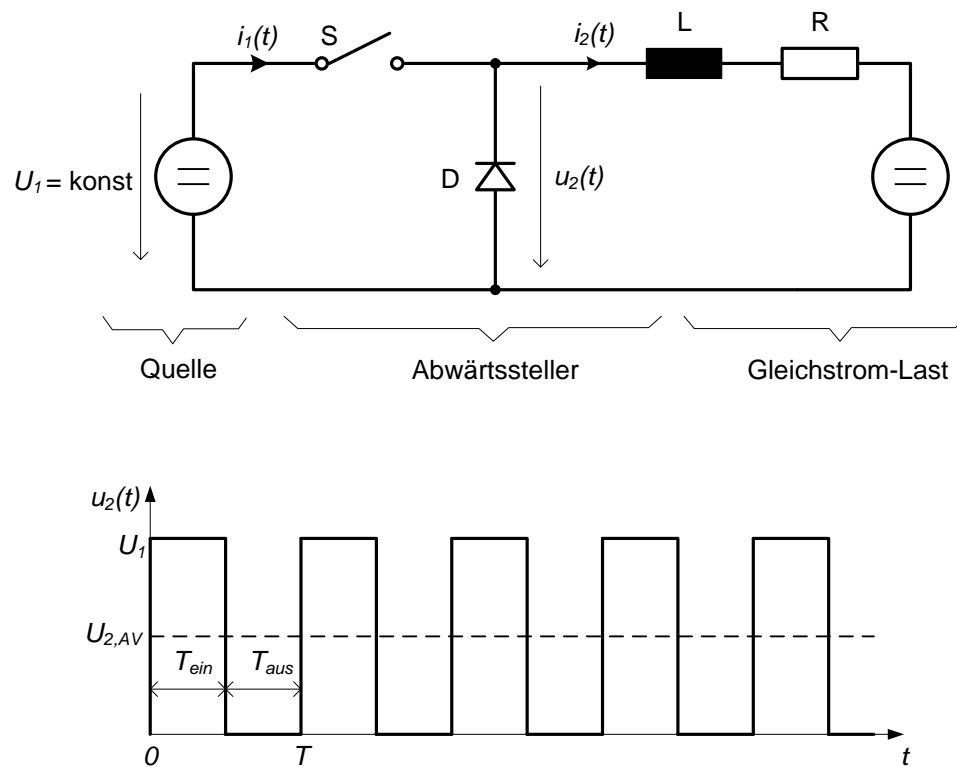 i1(t) S i2(t) L R
U1 = konst D u2(t)
Quelle Abwärtssteller Gleichstrom-Last
u2(t)
U1
U2,AV
Tein Taus
0 T t